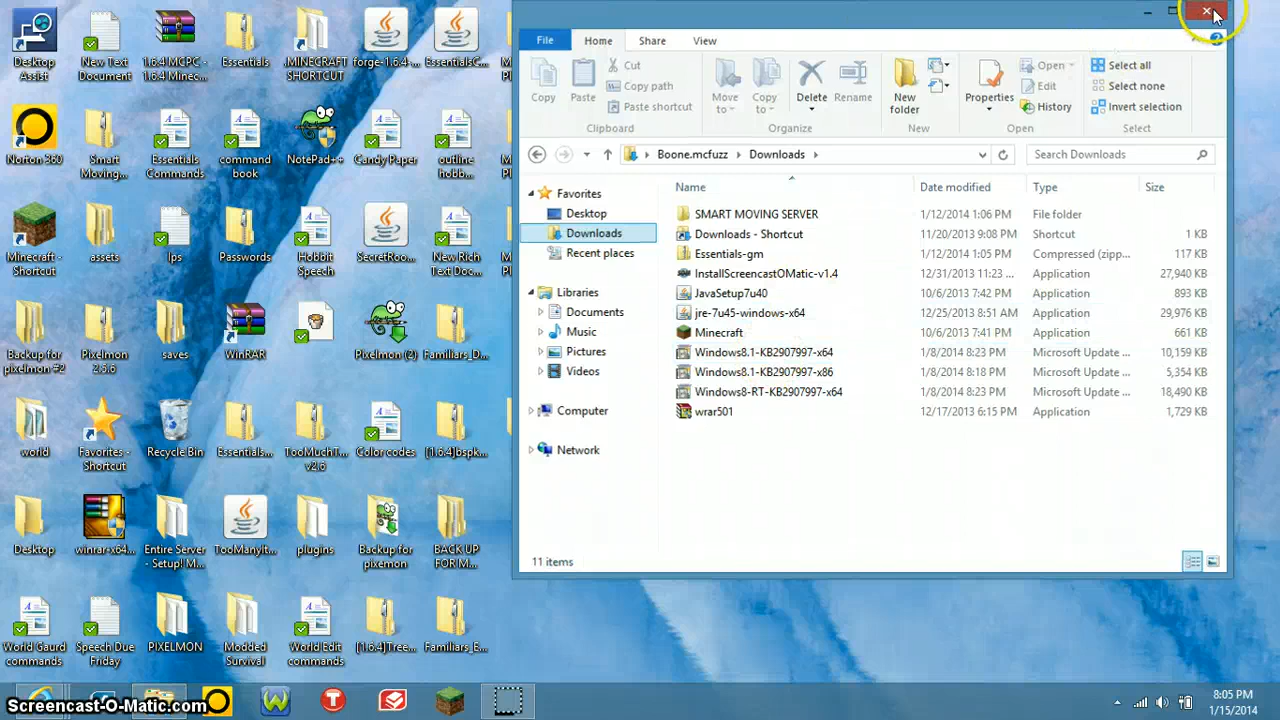 Desktop Assist
New Text Document
1.6.4 MCPC - 1.6.4 Minec...
Essentials
.MINECRAFT SHORTCUT
forge-1.6.4-...
EssentialsC...
Norton 360
Smart Moving...
Essentials Commands
command book
NotePad++
Candy Paper
outline hobb...
Minecraft - Shortcut
assets
Ips
Passwords
Hobbit Speech
SecretRoo...
New Rich Text Doc...
Backup for pixelmon #2
Pixelmon 2.5.6
saves
WinRAR
Pixelmon (2)
Familiars_D...
world
Favorites - Shortcut
Recycle Bin
Essentials...
TooMuchT... v2.6
Color codes
[1.6.4]bspk...
Desktop
winrar-x64...
Entire Server - Setup! M...
TooManyIt...
plugins
Backup for pixemon
BACK UP FOR M...
World Gaurd commands
Speech Due Friday
PIXELMON
Modded Survival
World Edit commands
[1.6.4]Tree...
Familiars_E...
File Home Share View
Copy
Paste
Cut
Copy path
Paste shortcut
Clipboard
Move to
Copy to
Delete
Rename
Organize
New folder
New
Properties
Open
Edit
History
Open
Select all
Select none
Invert selection
Select
Boone.mcfuzz
Downloads
Search Downloads
Favorites
Desktop
Downloads
Recent places
Libraries
Documents
Music
Pictures
Videos
Computer
Network
Name Date modified Type Size
SMART MOVING SERVER 1/12/2014 1:06 PM File folder
Downloads - Shortcut 11/20/2013 9:08 PM Shortcut 1 KB
Essentials-gm 1/12/2014 1:05 PM Compressed (zipp... 117 KB
InstallScreencastOMatic-v1.4 12/31/2013 11:23 ... Application 27,940 KB
JavaSetup7u40 10/6/2013 7:42 PM Application 893 KB
jre-7u45-windows-x64 12/25/2013 8:51 AM Application 29,976 KB
Minecraft 10/6/2013 7:41 PM Application 661 KB
Windows8.1-KB2907997-x64 1/8/2014 8:23 PM Microsoft Update ... 10,159 KB
Windows8.1-KB2907997-x86 1/8/2014 8:18 PM Microsoft Update ... 5,354 KB
Windows8-RT-KB2907997-x64 1/8/2014 8:23 PM Microsoft Update ... 18,490 KB
wrar501 12/17/2013 6:15 PM Application 1,729 KB
11 items
Screencast-O-Matic.com
8:05 PM
1/15/2014